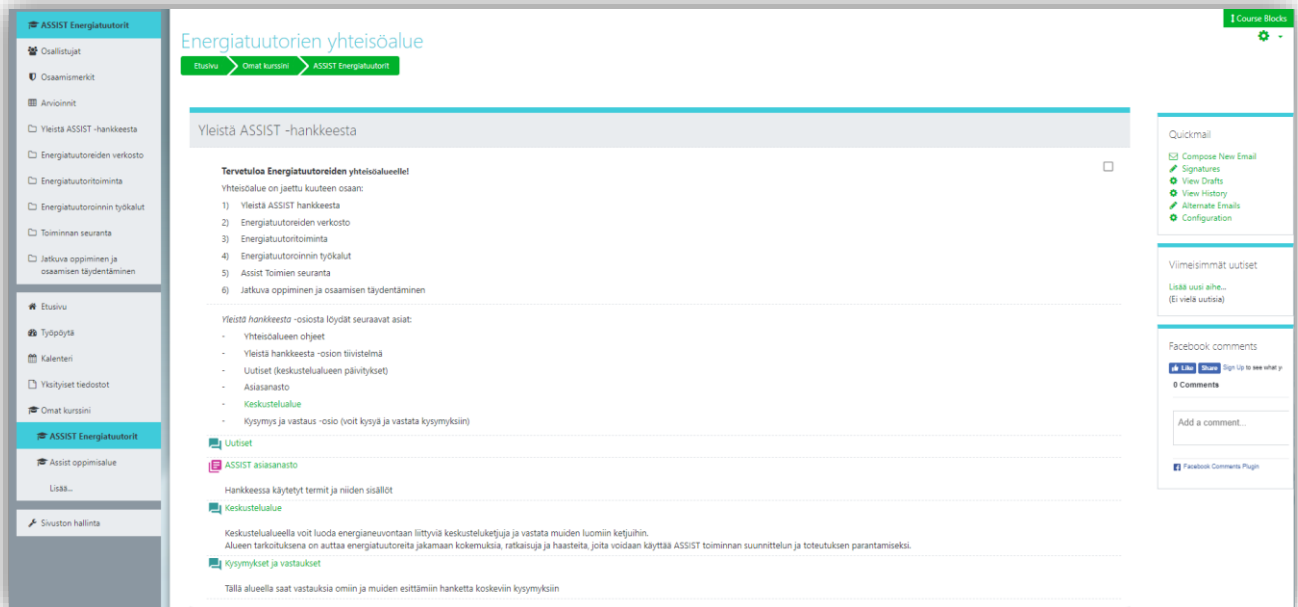 ASSIST Energiatuutorit
Osallistujat
Osaamismerkit
Arvioinnit
Yleistä ASSIST -hankkeesta
Energiatuutoreiden verkosto
Energiatuutoritoiminta
Energiatuutoroinnin työkalut
Toiminnan seuranta
Jatkuva oppiminen ja
osaamisen täydentäminen
Etusivu
Työpöytä
Kalenteri
Yksityiset tiedostot
Omat kurssini
ASSIST Energiatuutorit
Assist oppimisalue
Lisää...
Sivuston hallinta
Course Blocks
Energiatuutorien yhteisöalue
Etusivu Omat kurssini ASSIST Energiatuutorit
Yleistä ASSIST -hankkeesta
Tervetuloa Energiatuutoreiden yhteisöalueelle!
Yhteisöalue on jaettu kuuteen osaan:
1) Yleistä ASSIST hankkeesta
2) Energiatuutoreiden verkosto
3) Energiatuutoritoiminta
4) Energiatuutoroinnin työkalut
5) Assist Toimien seuranta
6) Jatkuva oppiminen ja osaamisen täydentäminen
Yleistä hankkeesta -osiosta löydät seuraavat asiat:
- Yhteisöalueen ohjeet
- Yleistä hankkeesta -osion tiivistelmä
- Uutiset (keskustelualueen päivitykset)
- Asiasanasto
- Keskustelualue
- Kysymys ja vastaus -osio (voit kysyä ja vastata kysymyksiin)
Uutiset
ASSIST asiasanasto
Hankkeessa käytetyt termit ja niiden sisällöt
Keskustelualue
Keskustelualueella voit luoda energianeuvontaan liittyviä keskusteluketjuja ja vastata muiden luomiin ketjuihin.
Alueen tarkoituksena on auttaa energiatuutoreita jakamaan kokemuksia, ratkaisuja ja haasteita, joita voidaan käyttää ASSIST toiminnan suunnittelun ja toteutuksen parantamiseksi.
Kysymykset ja vastaukset
Tällä alueella saat vastauksia omiin ja muiden esittämiin hanketta koskeviin kysymyksiin
Quickmail
Compose New Email
Signatures
View Drafts
View History
Alternate Emails
Configuration
Viimeisimmät uutiset
Lisää uusi aihe...
(Ei vielä uutisia)
Facebook comments
Like Share Sign Up to see what y
0 Comments
Add a comment...
Facebook Comments Plugin